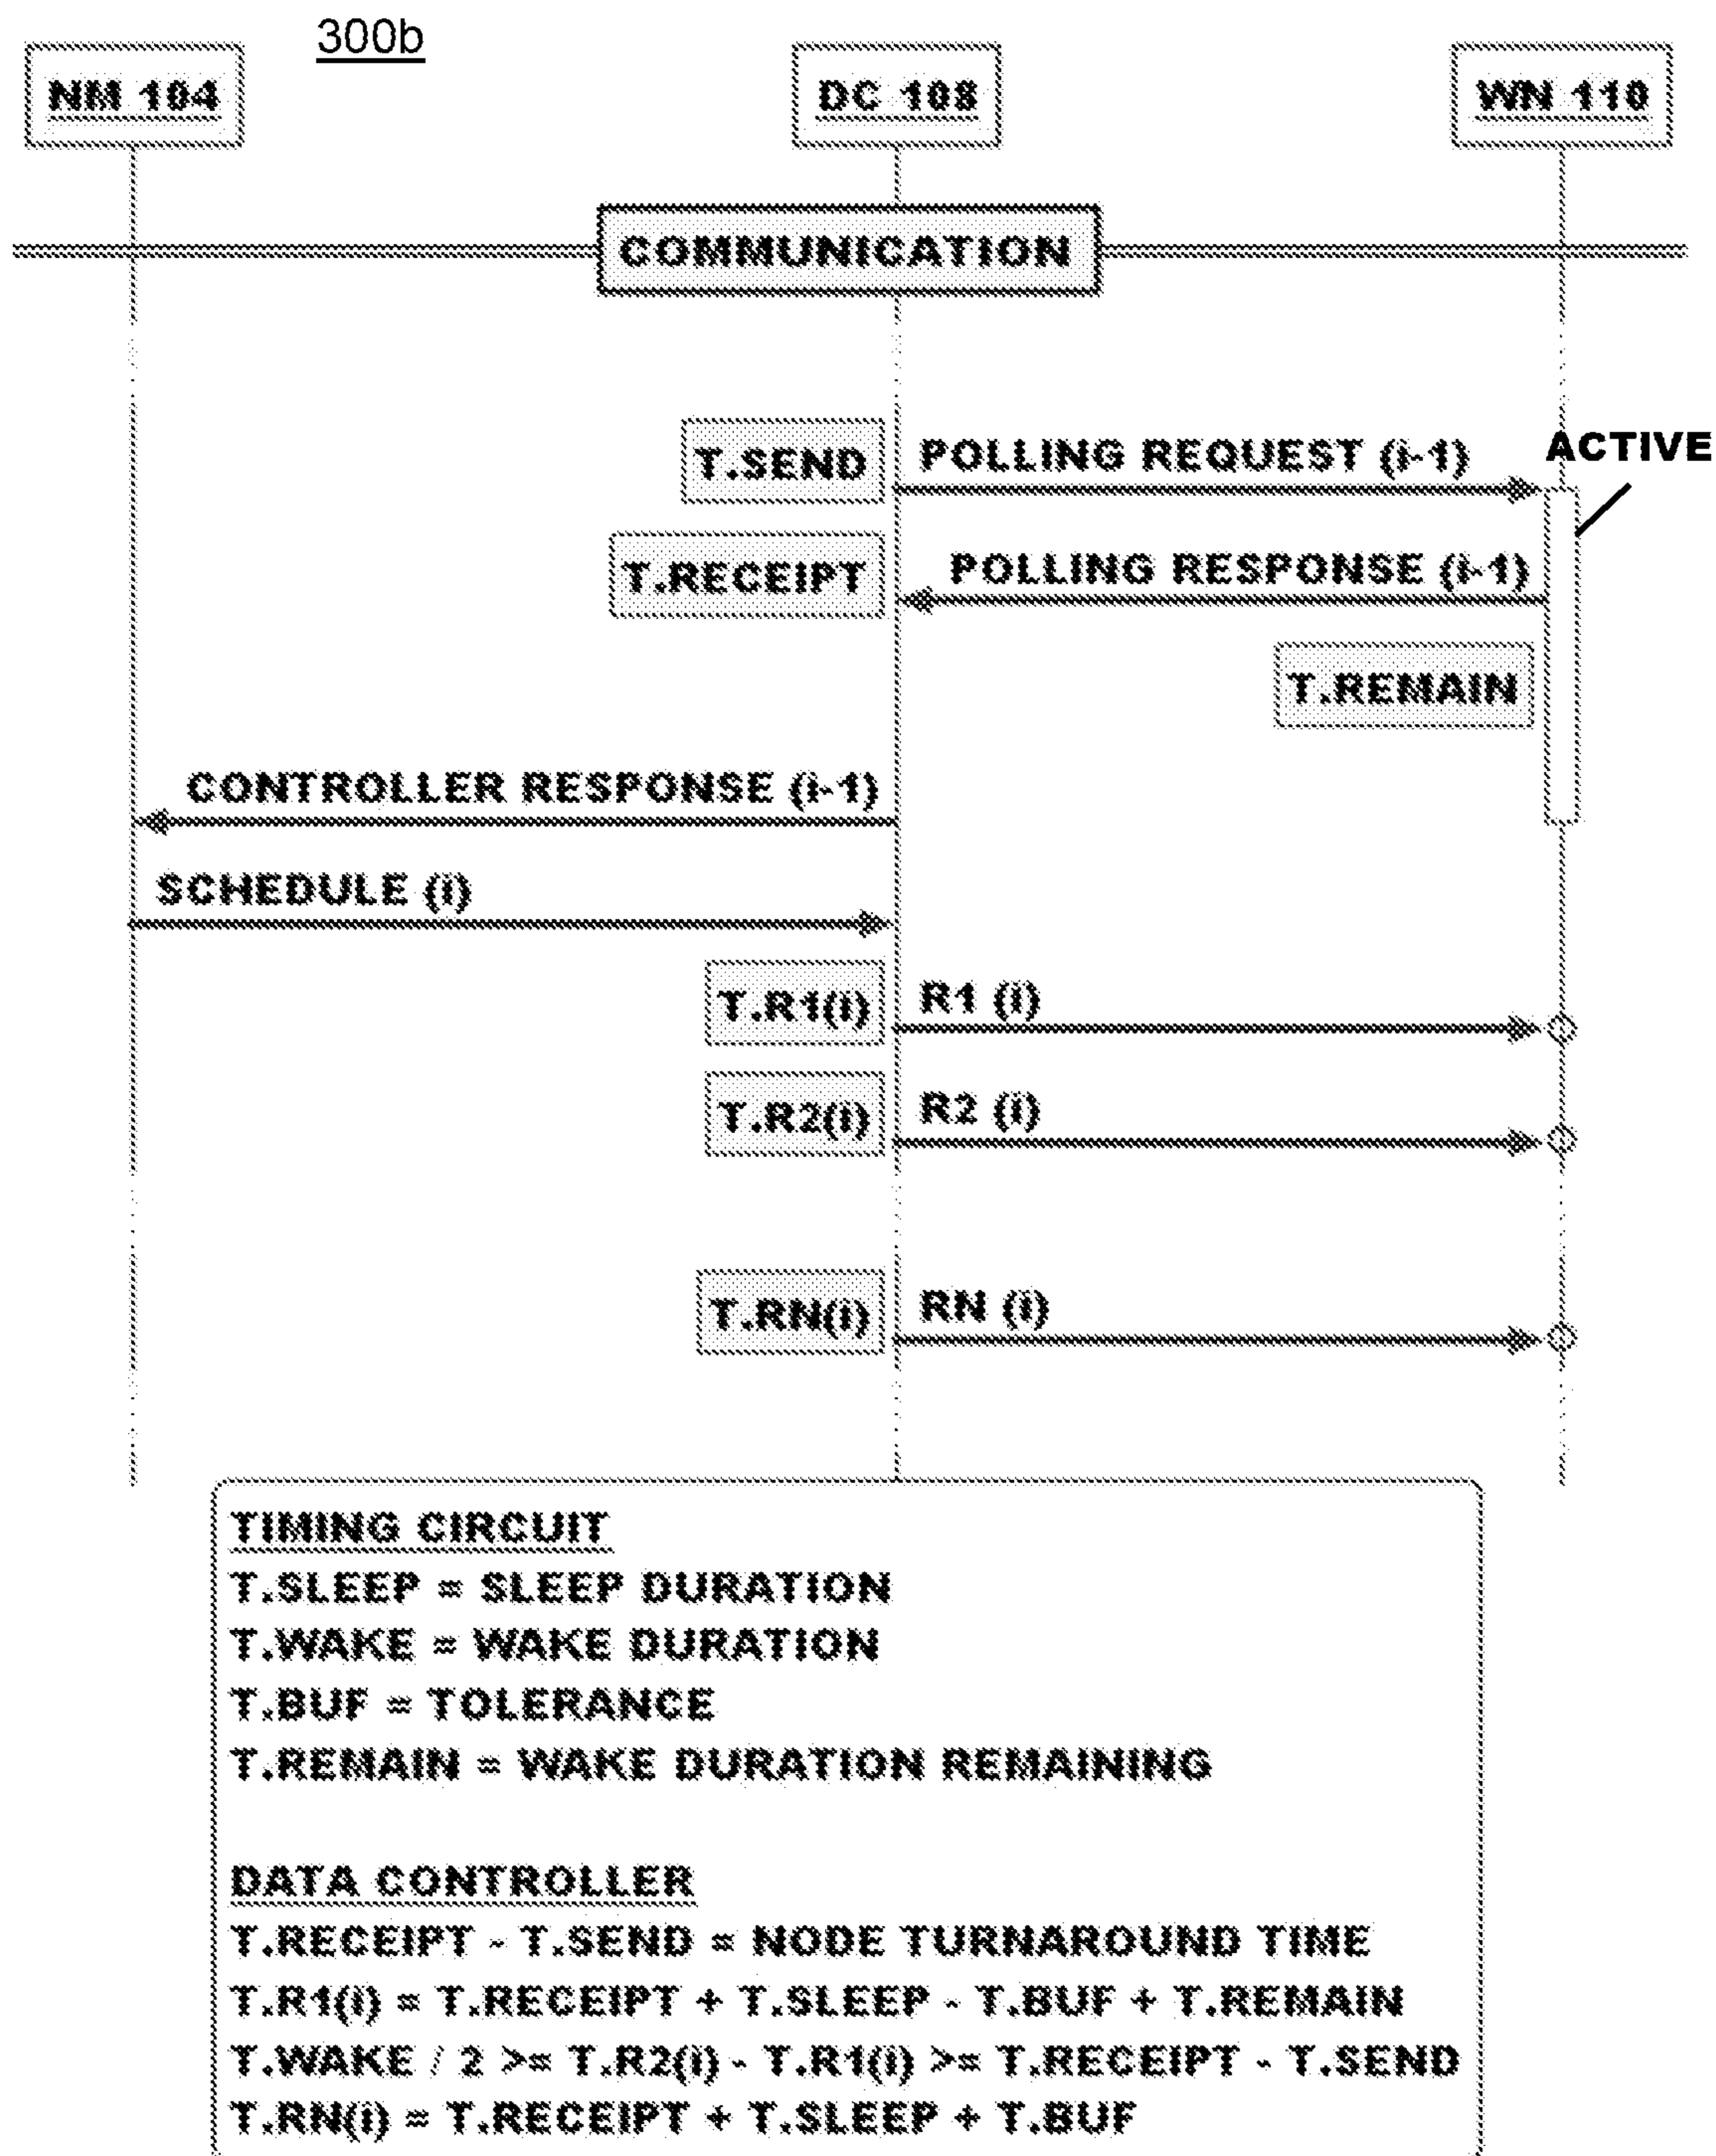 300b
NM 104
DC 108
WN 110
COMMUNICATION
T.SEND
POLLING REQUEST (i-1)
ACTIVE
T.RECEIPT
POLLING RESPONSE (i-1)
T.REMAIN
CONTROLLER RESPONSE (i-1)
SCHEDULE (i)
T.R1(i)
R1 (i)
T.R2(i)
R2 (i)
T.RN(i)
RN (i)
TIMING CIRCUIT
T.SLEEP = SLEEP DURATION
T.WAKE = WAKE DURATION
T.BUF = TOLERANCE
T.REMAIN = WAKE DURATION REMAINING
DATA CONTROLLER
T.RECEIPT - T.SEND = NODE TURNAROUND TIME
T.R1(i) = T.RECEIPT + T.SLEEP - T.BUF + T.REMAIN
T.WAKE / 2 >= T.R2(i) - T.R1(i) >= T.RECEIPT - T.SEND
T.RN(i) = T.RECEIPT + T.SLEEP + T.BUF